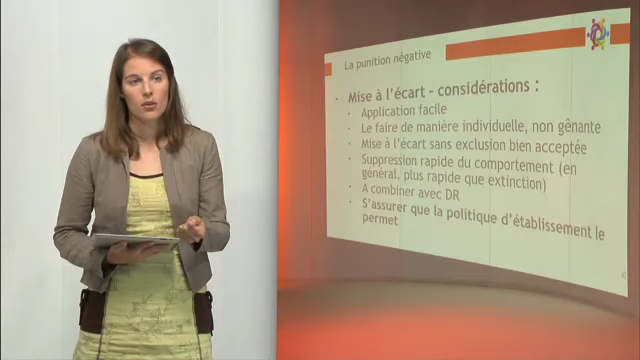 La punition négative
Mise à l'écart - considérations :
Application facile
Le faire de manière individuelle, non gênante
Mise à l'écart sans exclusion bien acceptée
Suppression rapide du comportement (en
général, plus rapide que extinction)
A combiner avec DR
S'assurer que la politique d'établissement le
permet